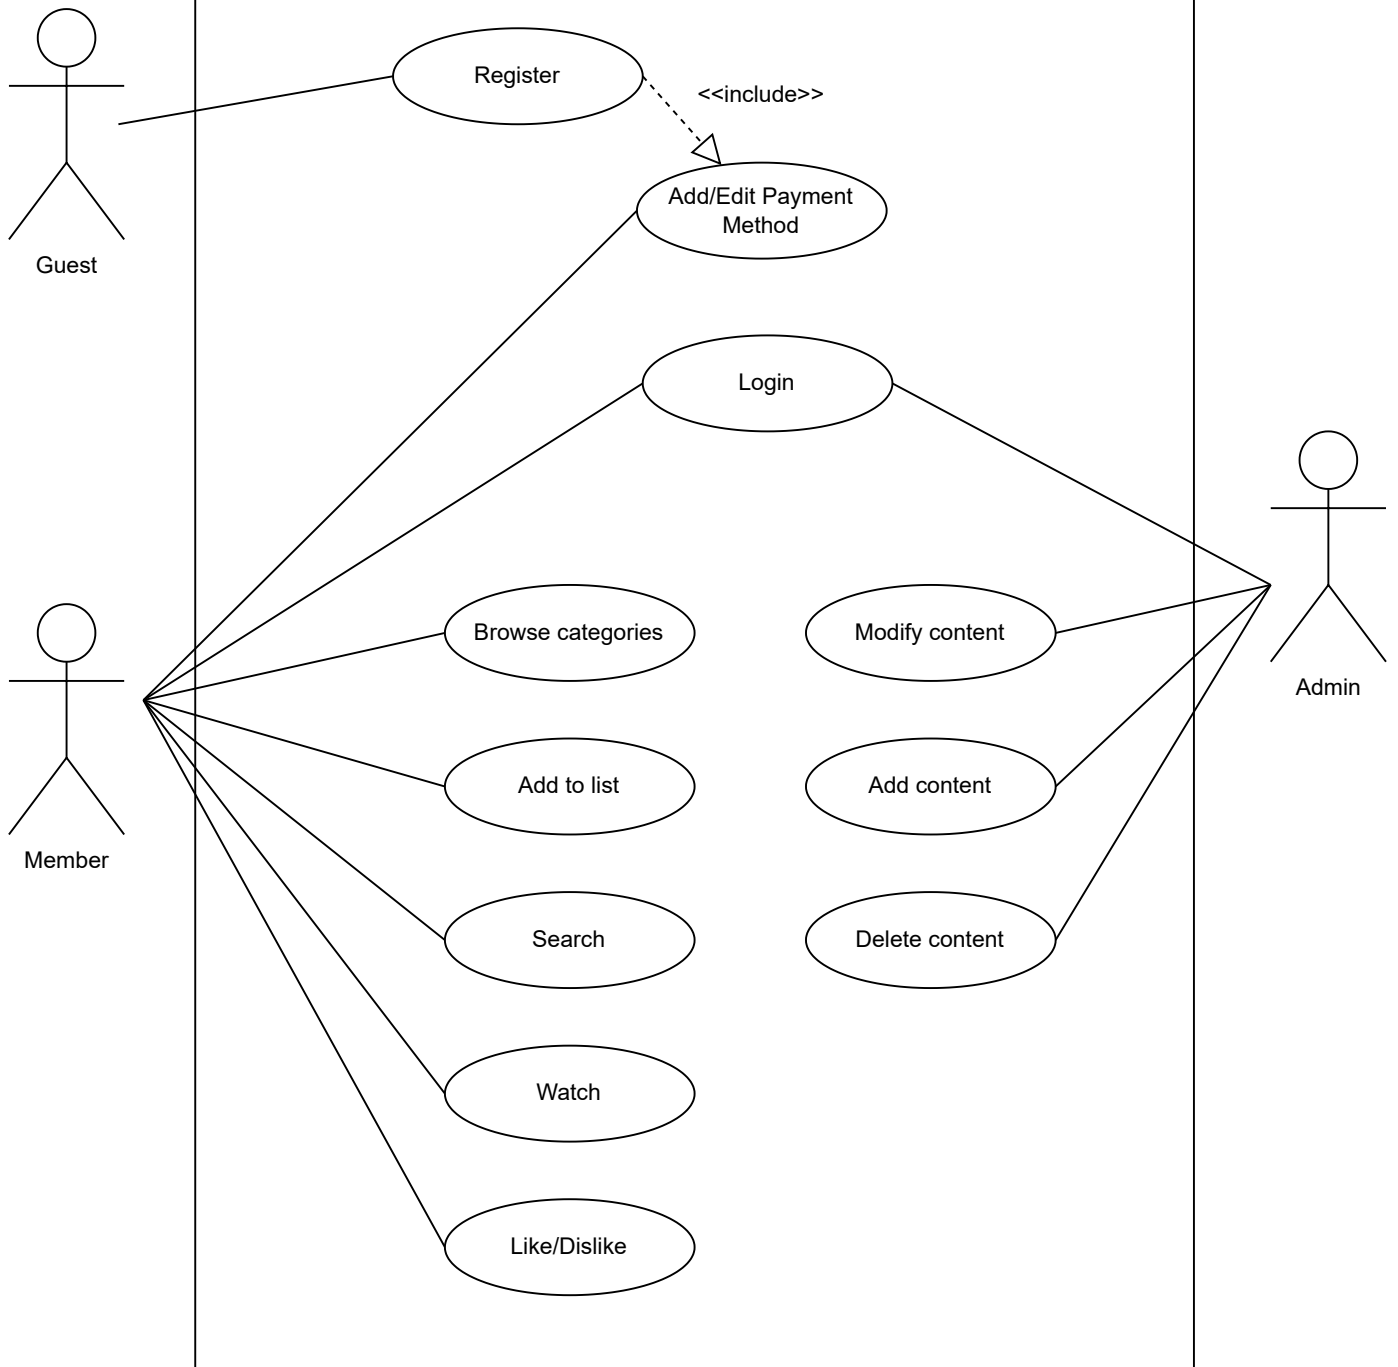 Register
<<include>>
Add/Edit Payment
Method
Guest
Login
Browse categories
Modify content
Admin
Add to list
Add content
Member
Search
Delete content
Watch
Like/Dislike